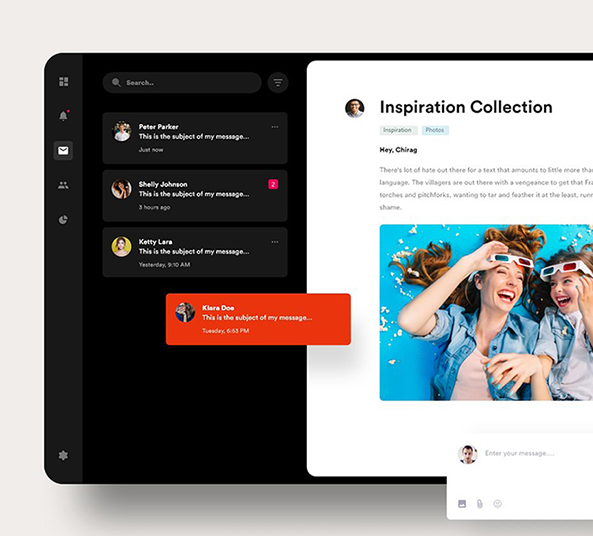 Search..
Peter Parker
This is the subject of my message...
Just now
Shelly Johnson
2
This is the subject of my message...
3 hours ago
Ketty Lara
This is the subject of my message...
Yesterday, 9:10 AM
Klara Doe
This is the subject of my message...
Tuesday, 6:53 PM
Inspiration Collection
Inspiration
Photos
Hey, Chirag
There's lot of hate out there for a text that amounts to little more tha
language. The villagers are out there with a vengeance to get that Fra
torches and pitchforks, wanting to tar and feather it at the least, runn
shame.
Enter your message....